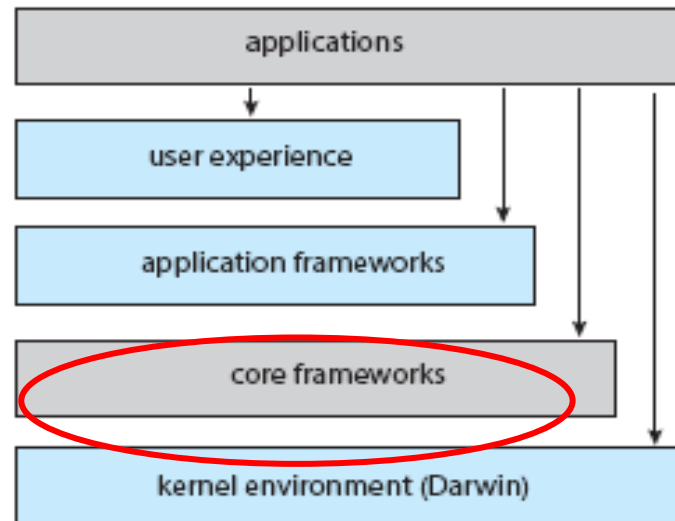 applications
user experience
application frameworks
core frameworks
kernel environment (Darwin)